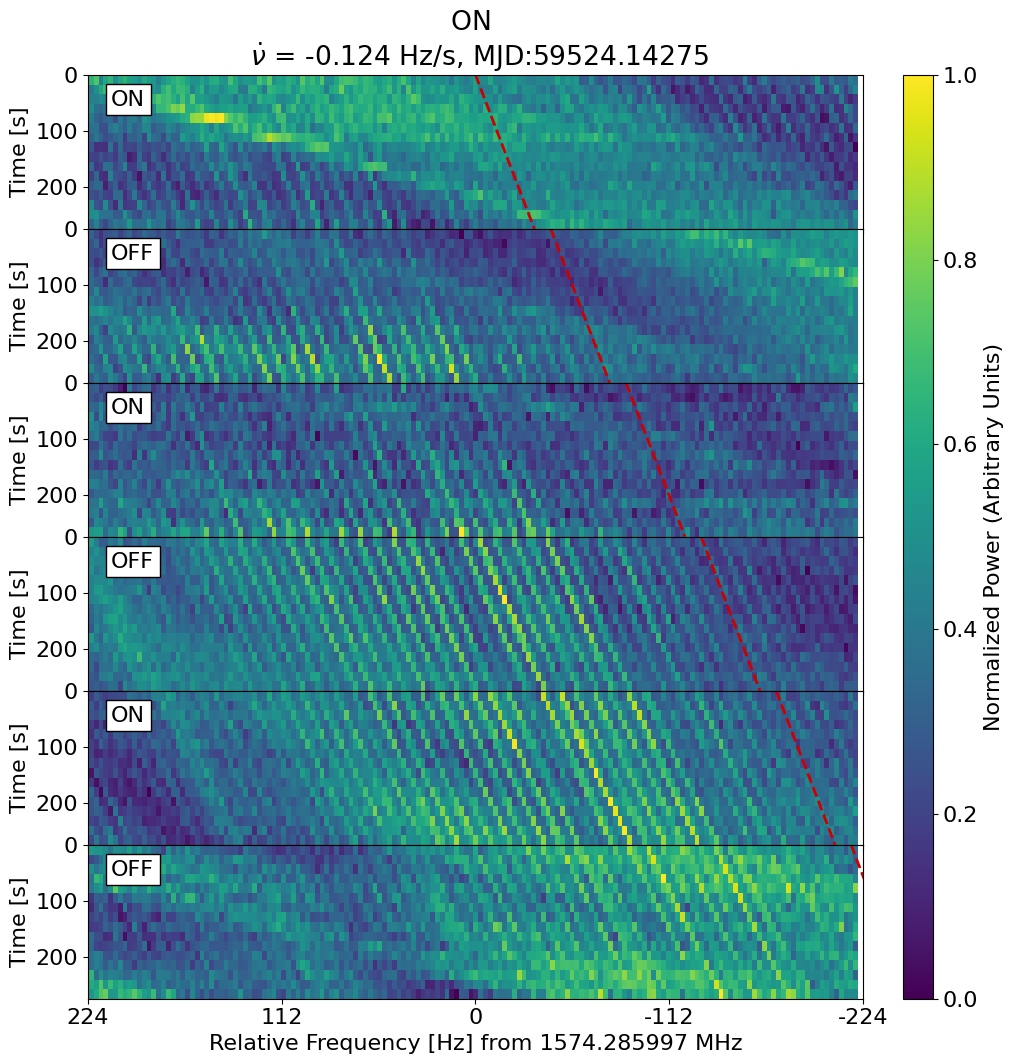 ON
ν̇ = -0.124 Hz/s, MJD:59524.14275
ON
0
100
200
Time [s]
OFF
0
100
200
Time [s]
ON
0
100
200
Time [s]
OFF
0
100
200
Time [s]
ON
0
100
200
Time [s]
OFF
0
100
200
Time [s]
224 112 0 -112 -224
Relative Frequency [Hz] from 1574.285997 MHz
1.0
0.8
0.6
0.4
0.2
0.0
Normalized Power (Arbitrary Units)